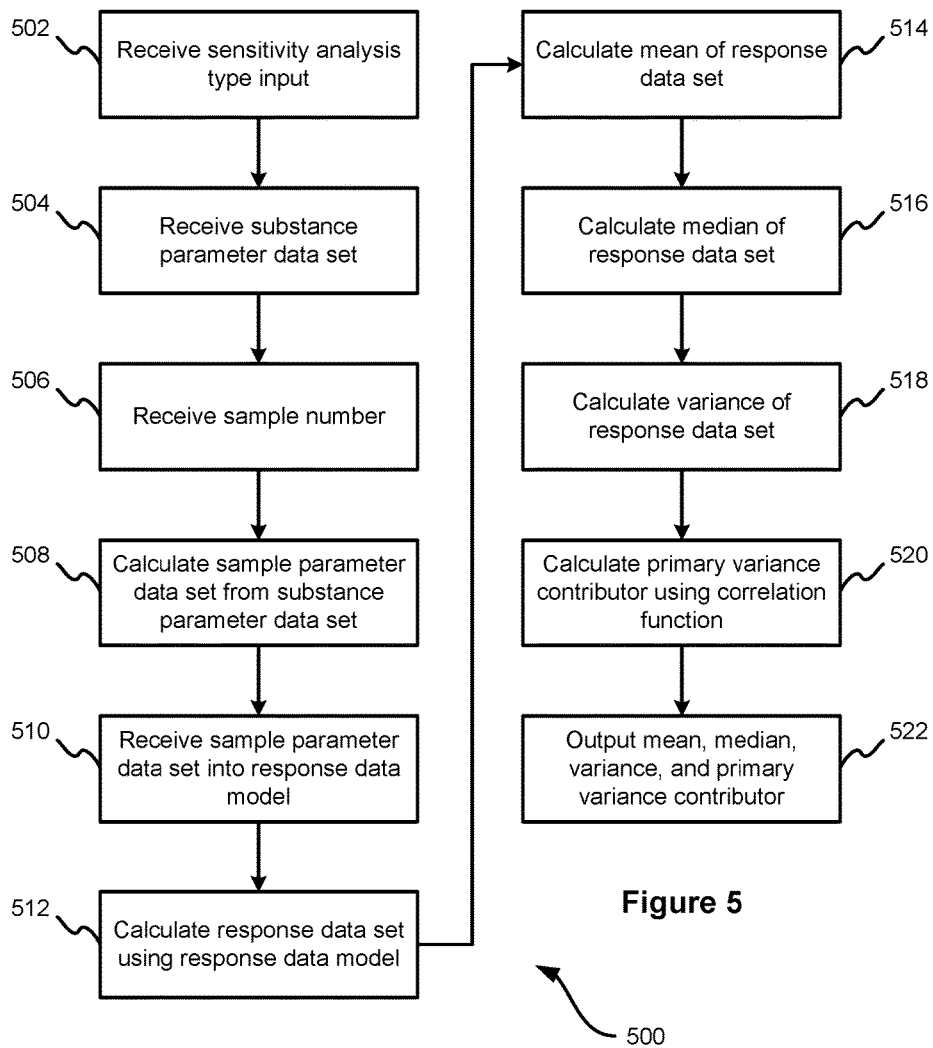 502
Receive sensitivity analysis
type input
504
Receive substance
parameter data set
506
Receive sample number
508
Calculate sample parameter
data set from substance
parameter data set
510
Receive sample parameter
data set into response data
model
512
Calculate response data set
using response data model
514
Calculate mean of response
data set
516
Calculate median of
response data set
518
Calculate variance of
response data set
520
Calculate primary variance
contributor using correlation
function
522
Output mean, median,
variance, and primary
variance contributor
Figure 5
500